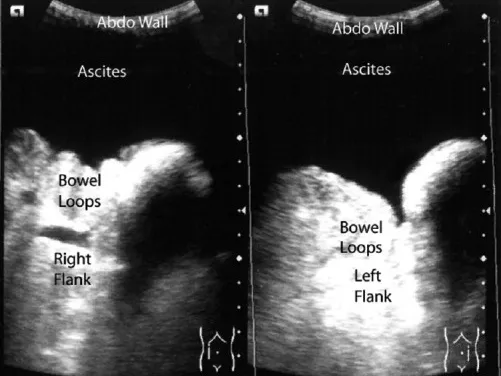 Abdo Wall
Ascites
Bowel
Loops
Right
Flank
Abdo Wall
Ascites
Bowel
Loops
Left
Flank